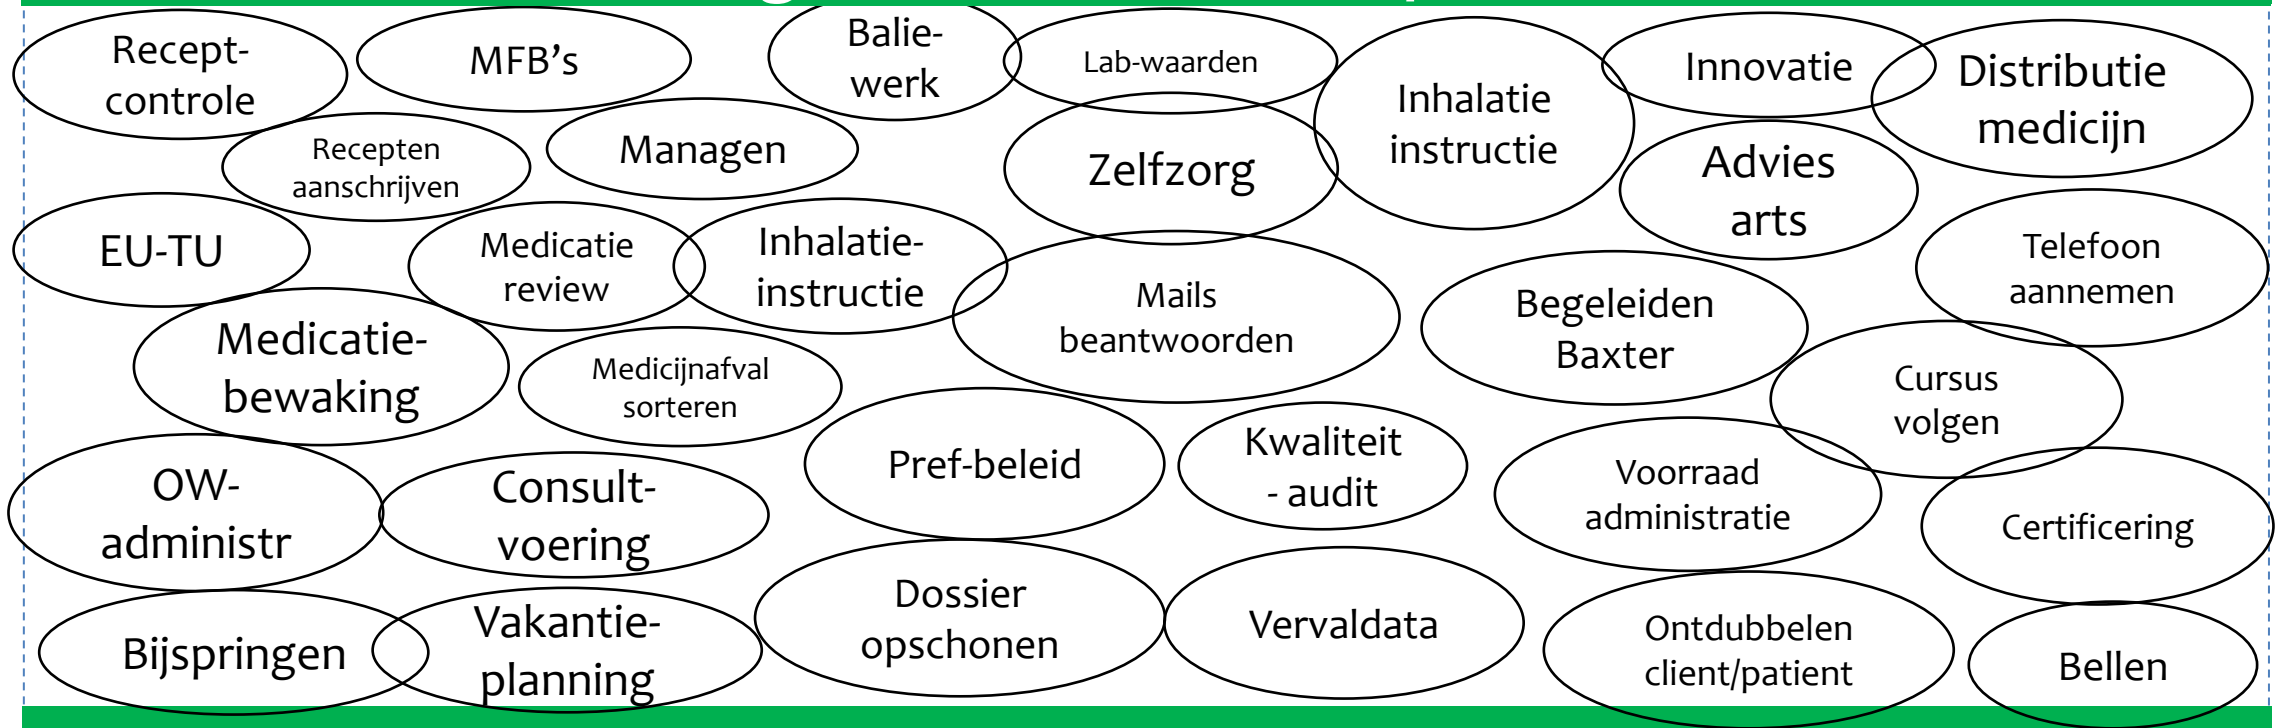 Recept-
controle
MFB’s
Balie-
werk
Lab-waarden
Inhalatie
instructie
Innovatie
Distributie
medicijn
Recepten
aanschrijven
Managen
Zelfzorg
Advies
arts
EU-TU
Medicatie
review
Inhalatie-
instructie
Mails
beantwoorden
Begeleiden
Baxter
Telefoon
aannemen
Medicatie-
bewaking
Medicijnafval
sorteren
Cursus
volgen
Pref-beleid
Kwaliteit
- audit
Voorraad
administratie
OW-
administr
Consult-
voering
Certificering
Bijspringen
Vakantie-
planning
Dossier
opschonen
Vervaldata
Ontdubbelen
client/patient
Bellen